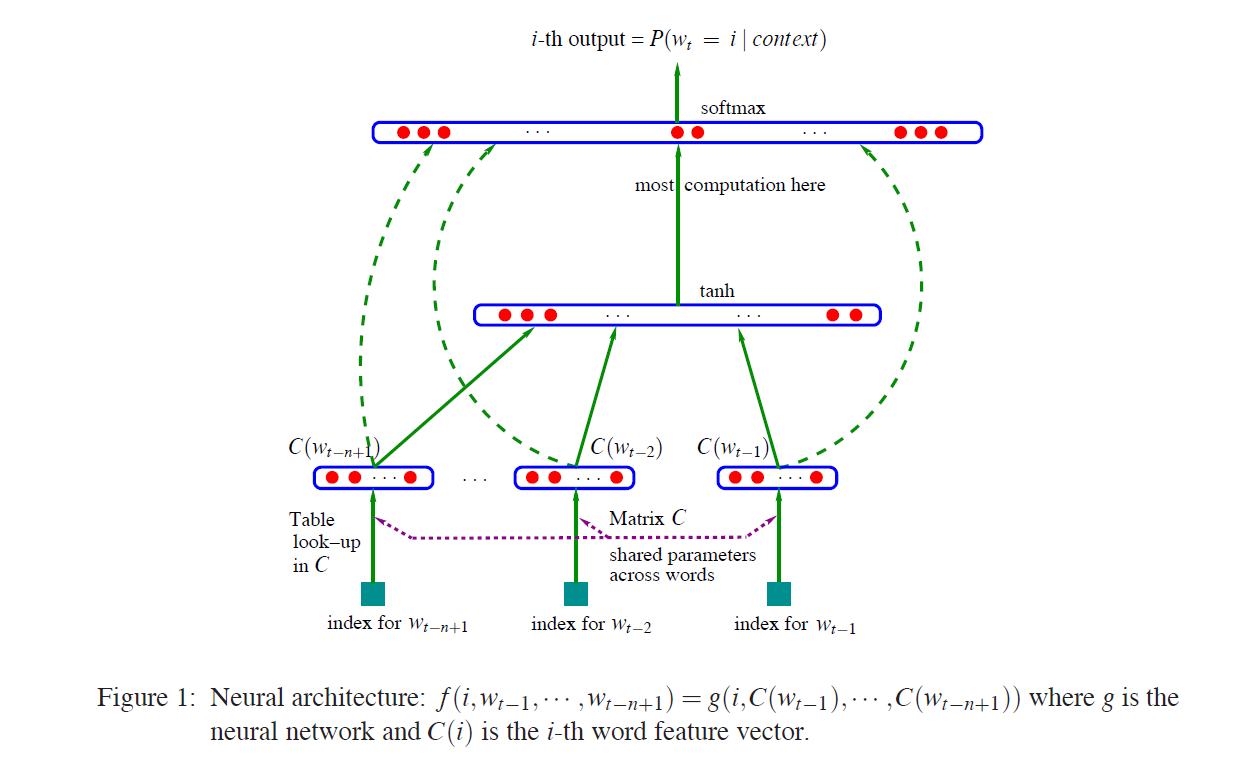 i-th output = P(w_t = i | context)
softmax
. . .
. . .
most computation here
tanh
. . .
. . .
C(w_{t−n+1})
C(w_{t−2})
C(w_{t−1})
. . .
. . .
. . .
. . .
Table
look–up
in C
Matrix C
shared parameters
across words
index for w_{t−n+1}
index for w_{t−2}
index for w_{t−1}
Figure 1: Neural architecture: f(i,w_{t−1},··· ,w_{t−n+1}) = g(i,C(w_{t−1}),··· ,C(w_{t−n+1})) where g is the
neural network and C(i) is the i-th word feature vector.